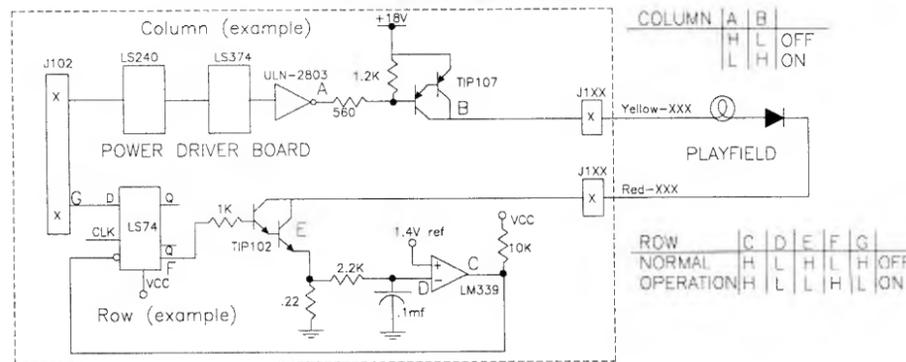 Column (example)
+18V
J102
LS240
LS374
ULN-2803
A
1.2K
TIP107
560
B
J1XX
X
X
Yellow-XXX
PLAYFIELD
POWER DRIVER BOARD
COLUMN A B
H L OFF
L H ON
J1XX
X
Red-XXX
G
X
D
Q
LS74
CLK
Q
F
VCC
1K
TIP102
E
1.4V ref
VCC
10K
2.2K
+
-
C
D
LM339
.22
.1mf
Row (example)
ROW C D E F G
NORMAL H L H L H OFF
OPERATION H L L H L ON